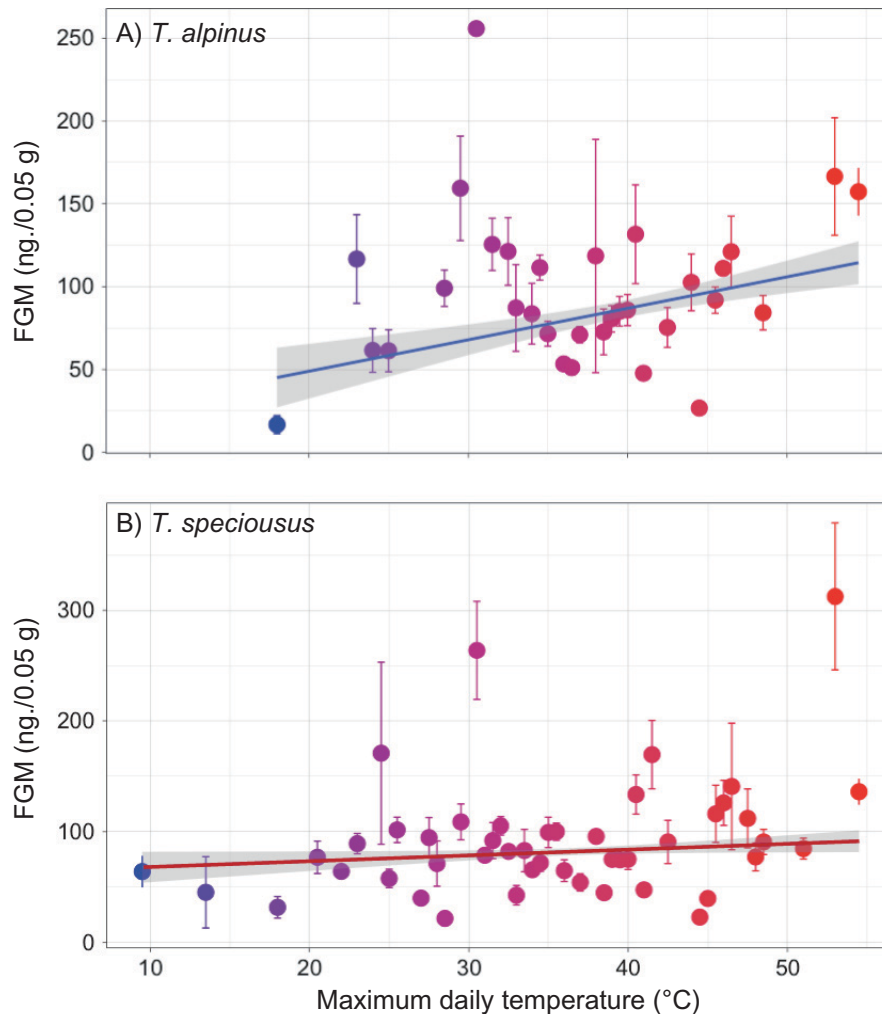 A) T. alpinus
FGM (ng./0.05 g)
250
200
150
100
50
0
B) T. speciousus
FGM (ng./0.05 g)
300
200
100
0
10 20 30 40 50
Maximum daily temperature (°C)